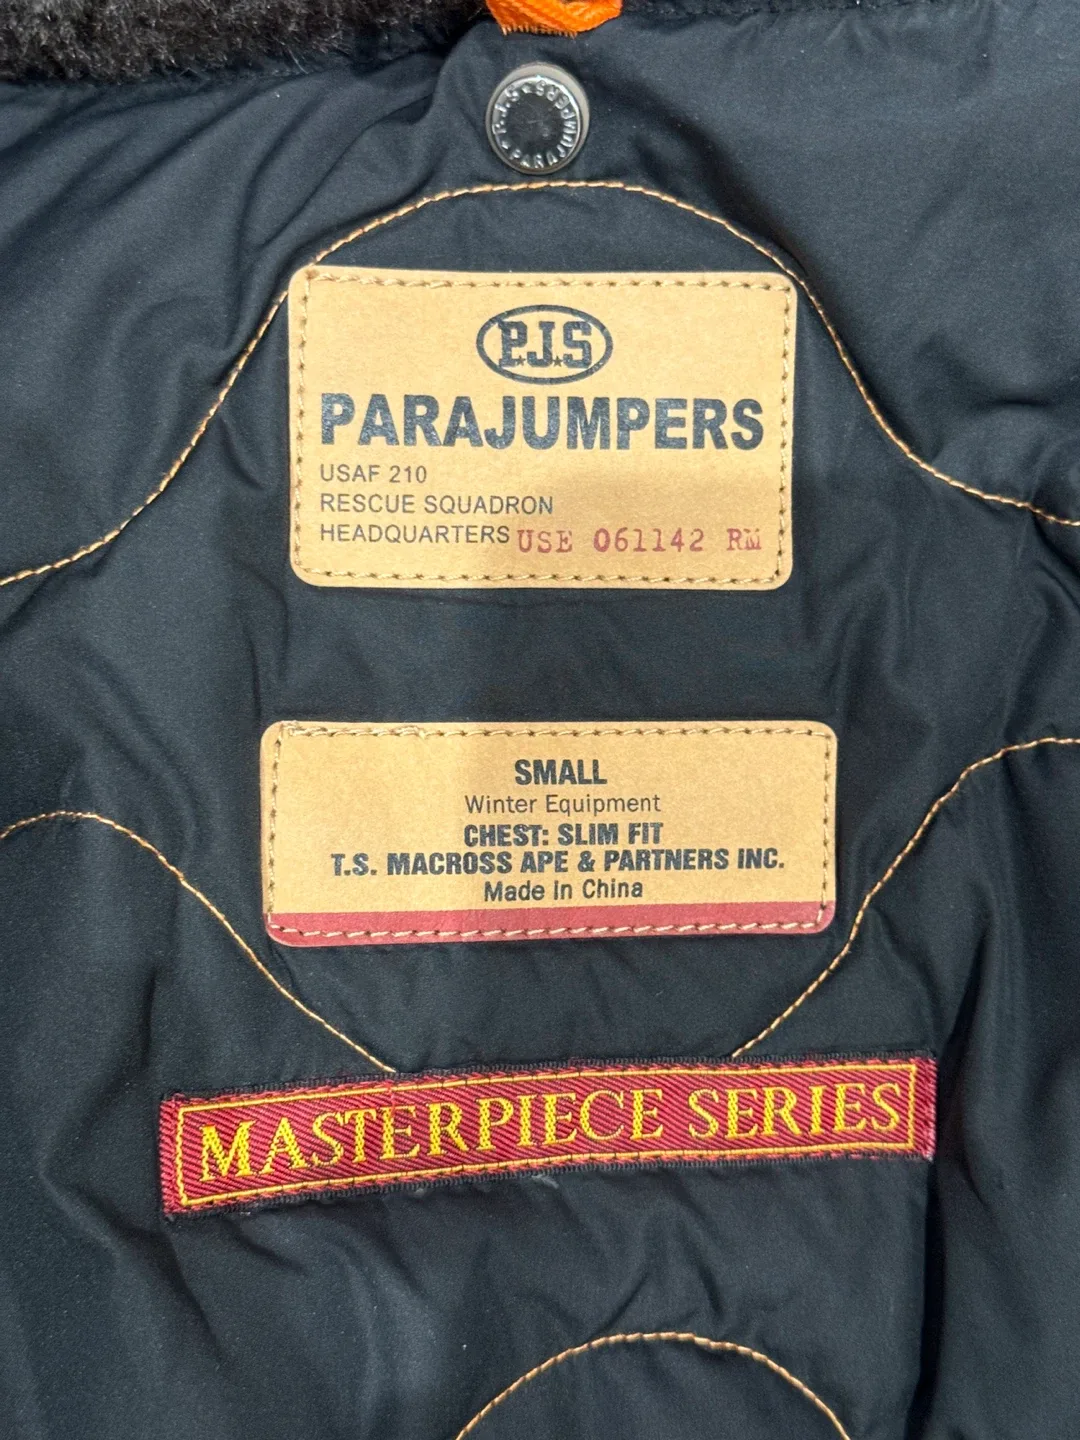 P.J.S. ★ PARAJUMPERS ★
P.J.S
PARAJUMPERS
USAF 210
RESCUE SQUADRON
HEADQUARTERS USE 061142 RM
SMALL
Winter Equipment
CHEST: SLIM FIT
T.S. MACROSS APE & PARTNERS INC.
Made In China
MASTERPIECE SERIES